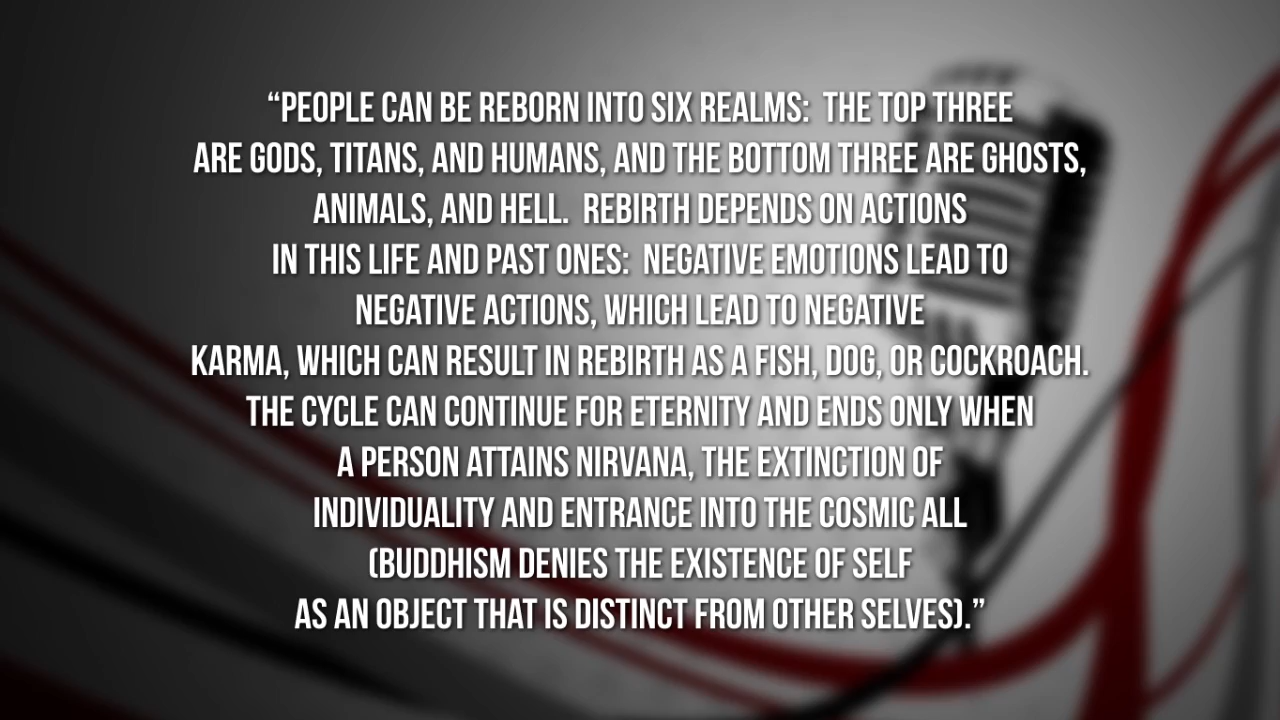 “PEOPLE CAN BE REBORN INTO SIX REALMS:  THE TOP THREE
ARE GODS, TITANS, AND HUMANS, AND THE BOTTOM THREE ARE GHOSTS,
ANIMALS, AND HELL.  REBIRTH DEPENDS ON ACTIONS
IN THIS LIFE AND PAST ONES:  NEGATIVE EMOTIONS LEAD TO
NEGATIVE ACTIONS, WHICH LEAD TO NEGATIVE
KARMA, WHICH CAN RESULT IN REBIRTH AS A FISH, DOG, OR COCKROACH.
THE CYCLE CAN CONTINUE FOR ETERNITY AND ENDS ONLY WHEN
A PERSON ATTAINS NIRVANA, THE EXTINCTION OF
INDIVIDUALITY AND ENTRANCE INTO THE COSMIC ALL
(BUDDHISM DENIES THE EXISTENCE OF SELF
AS AN OBJECT THAT IS DISTINCT FROM OTHER SELVES).”